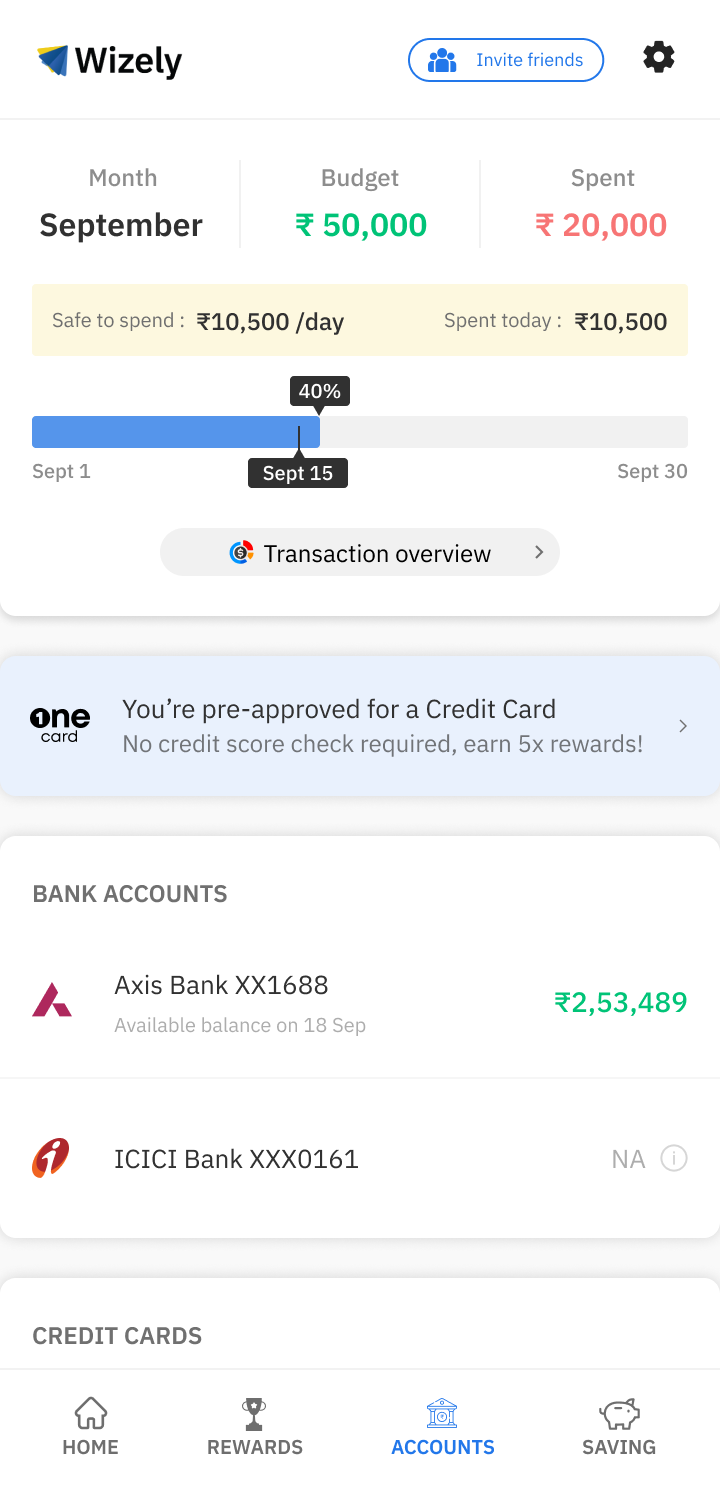 Wizely
Invite friends
Month
Budget
Spent
September
₹ 50,000
₹ 20,000
Safe to spend : ₹10,500 /day
Spent today : ₹10,500
40%
Sept 1
Sept 15
Sept 30
$ Transaction overview
1ne
card
You’re pre-approved for a Credit Card
No credit score check required, earn 5x rewards!
BANK ACCOUNTS
Axis Bank XX1688
Available balance on 18 Sep
₹2,53,489
ICICI Bank XXX0161
NA i
CREDIT CARDS
HOME
REWARDS
ACCOUNTS
SAVING